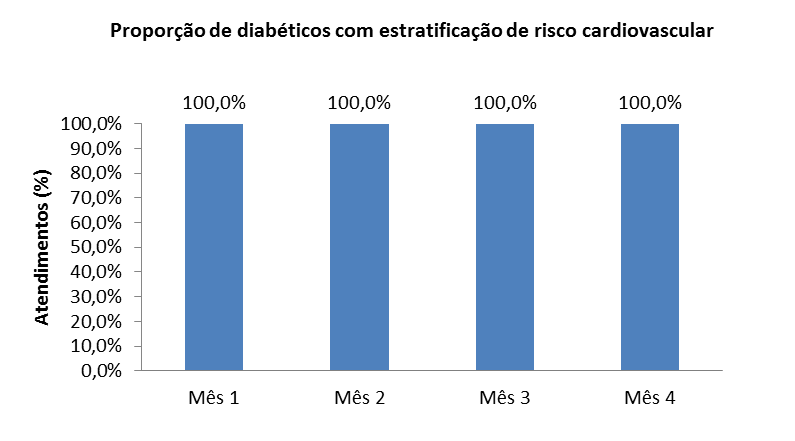 Proporção de diabéticos com estratificação de risco cardiovascular
100,0% 100,0% 100,0% 100,0%
100,0%
90,0%
80,0%
70,0%
60,0%
50,0%
40,0%
30,0%
20,0%
10,0%
0,0%
Atendimentos (%)
Mês 1 Mês 2 Mês 3 Mês 4